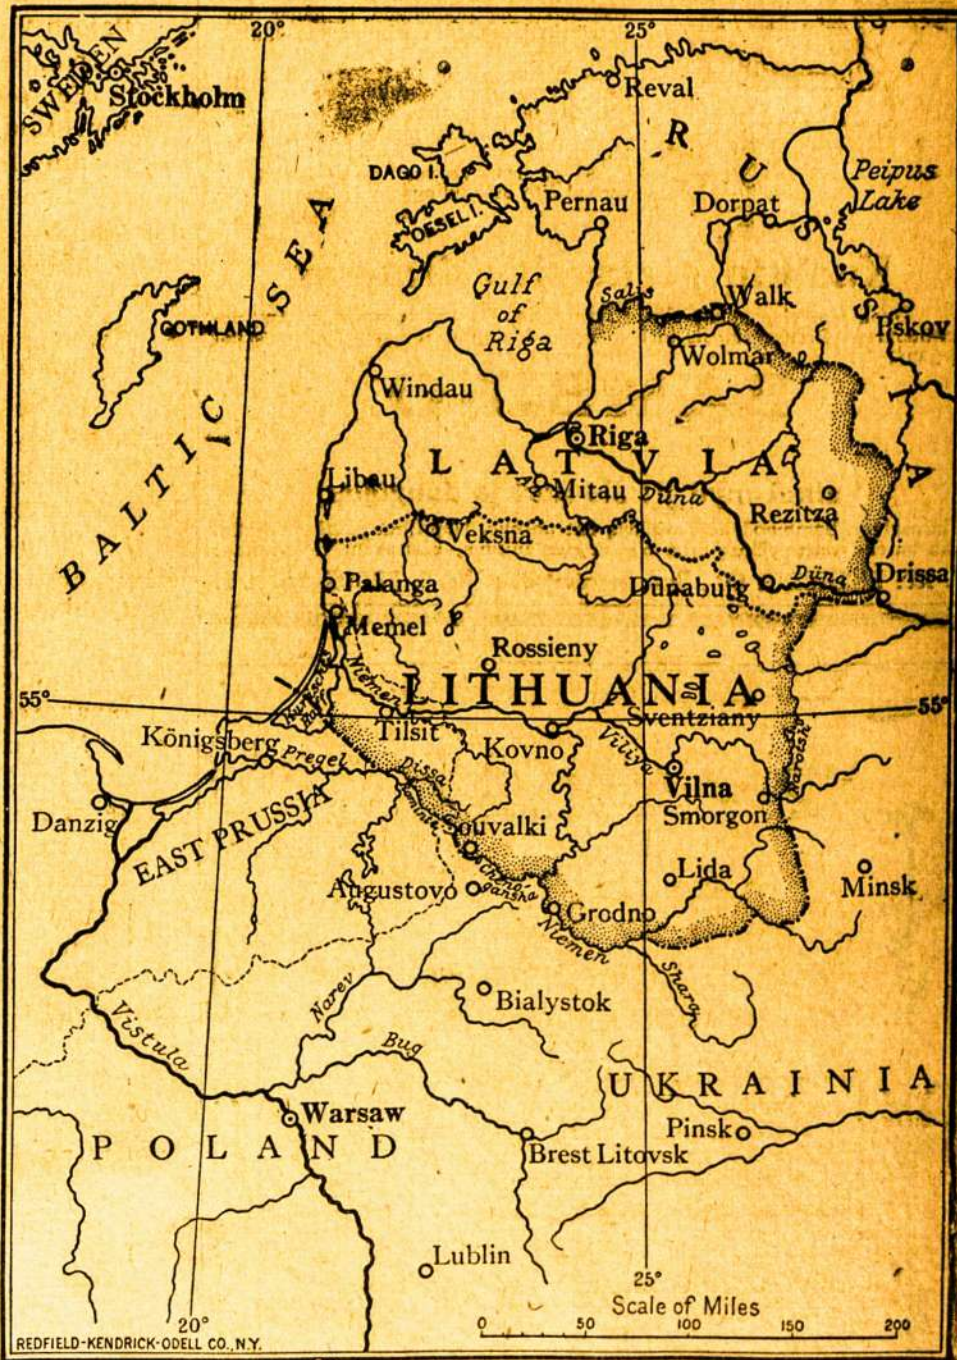 20°
25°
SWEDEN
Stockholm
Reval
RUSSIA
DAGO I.
OESEL I.
Pernau
Dorpat
Peipus
Lake
BALTIC SEA
GOTHLAND
Gulf
of
Riga
Salis
Walk
Pskov
Wolmar
Windau
Riga
LATVIA
Libau
Aa
Mitau
Düna
Rezitza
Veksna
Palanga
Dünaburg
Düna
Drissa
Memel
Rossieny
Niemen
LITHUANIA
55°
55°
Sventziany
Tilsit
Königsberg
Pregel
Kovno
Viliya
Dissa
Vilna
Smorgon
Danzig
EAST PRUSSIA
Souvalki
Lida
Minsk
Augustovo
Grodno
Niemen
Shara
Narev
Bialystok
Vistula
Bug
UKRAINIA
Warsaw
POLAND
Pinsk
Brest Litovsk
Lublin
25°
Scale of Miles
20°
0 50 100 150 200
REDFIELD-KENDRICK-ODELL CO., N.Y.